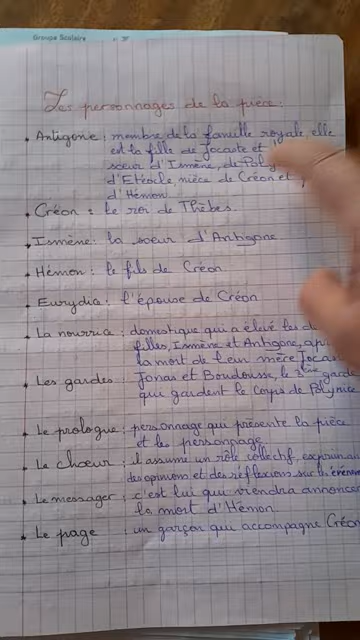 Groupe Scolaire
Les personnages de la pièce :
• Antigone : membre de la famille royale, elle
est la fille de Jocaste et
sœur d'Ismène, de
d'Etéocle, nièce de Créon et
d'Hémon
• Créon : le roi de Thèbes.
• Ismène : la sœur d'Antigone
• Hémon : le fils de Créon
• Eurydia : l'épouse de Créon
• La nourrice : domestique qui a élevé les
filles, Ismène et Antigone,
la mort de leur mère
• Les gardes : Jonas et Boudousse, le 3ème garde
qui gardent le Corps de Polynice
• Le prologue : personnage qui présente la pièce
et les personnage
• Le chœur : il assume un rôle collectif,
des opinions et des réflexions sur les
• Le messager : c'est lui qui viendra annoncer
la mort d'Hémon
• Le page : un garçon qui accompagne Créon